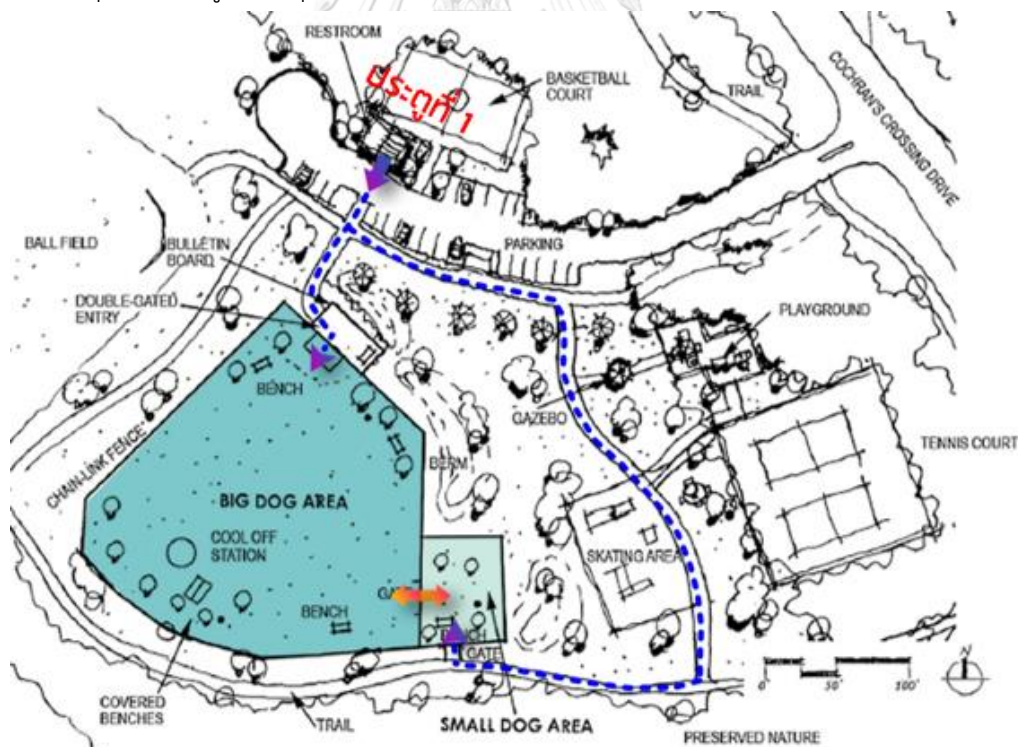 RESTROOM
ประตูที่ 1
BASKETBALL
COURT
TRAIL
COCHRAN'S CROSSING DRIVE
BALL FIELD
BULLETIN
BOARD
PARKING
DOUBLE-GATED
ENTRY
PLAYGROUND
BENCH
GAZEBO
TENNIS COURT
CHAIN-LINK FENCE
BERM
BIG DOG AREA
COOL OFF
STATION
SKATING AREA
BENCH
GATE
N
0
50'
100'
COVERED
BENCHES
TRAIL
SMALL DOG AREA
PRESERVED NATURE